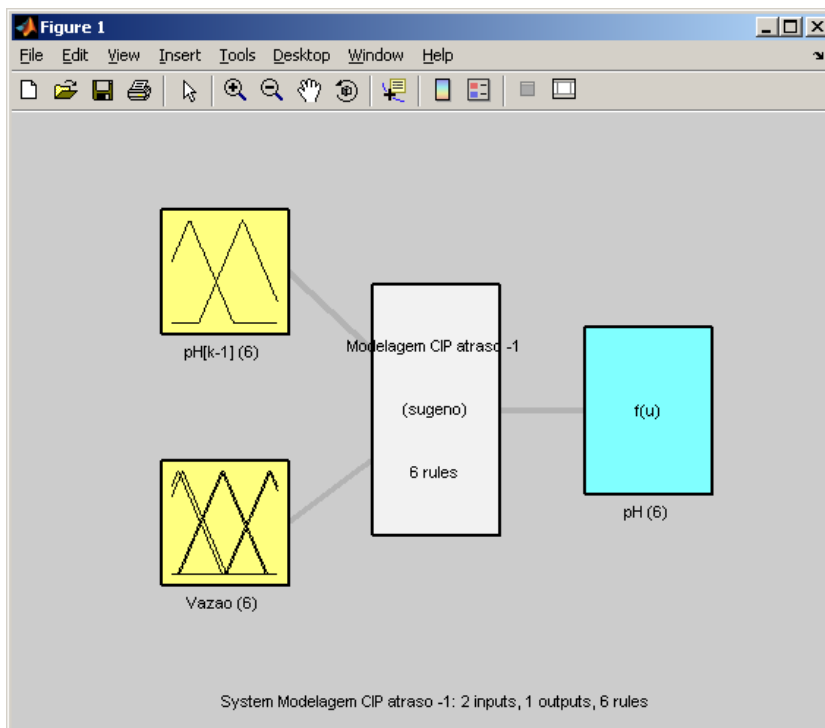 Figure 1
File Edit View Insert Tools Desktop Window Help
pH[k-1] (6)
Modelagem CIP atraso -1
(sugeno)
6 rules
f(u)
pH (6)
Vazao (6)
System Modelagem CIP atraso -1: 2 inputs, 1 outputs, 6 rules